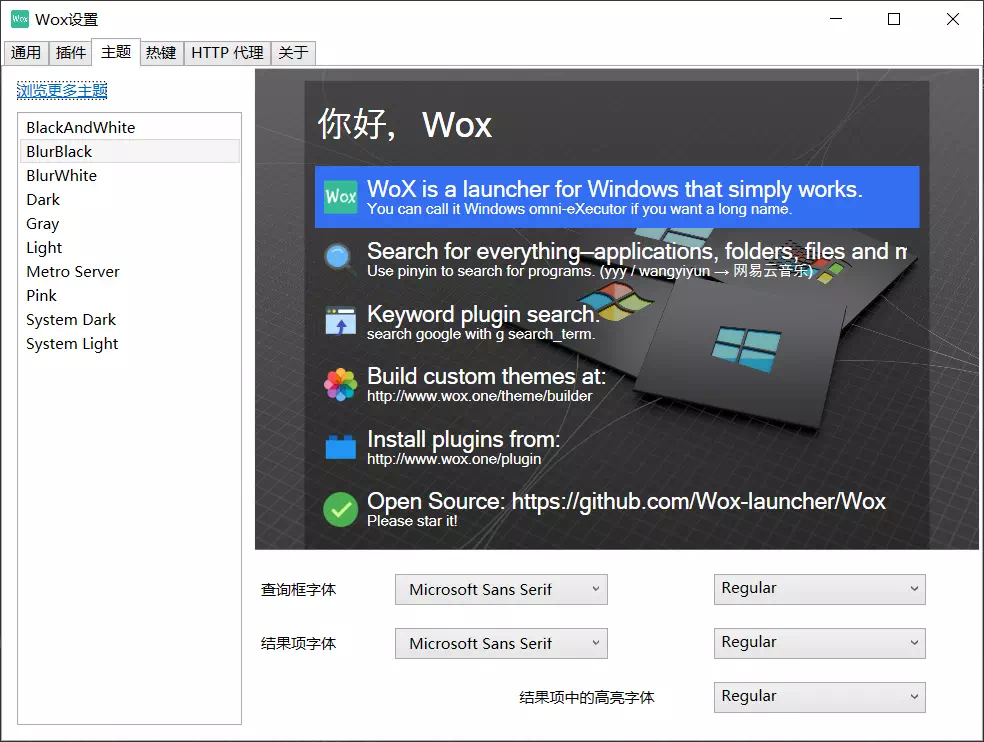 Wox Wox设置
通用 插件 主题 热键 HTTP 代理 关于
浏览更多主题
BlackAndWhite
BlurBlack
BlurWhite
Dark
Gray
Light
Metro Server
Pink
System Dark
System Light
你好， Wox
Wox
WoX is a launcher for Windows that simply works.
You can call it Windows omni-eXecutor if you want a long name.
Search for everything–applications, folders, files and m
Use pinyin to search for programs. (yyy / wangyiyun → 网易云音乐)
Keyword plugin search.
search google with g search_term.
Build custom themes at:
http://www.wox.one/theme/builder
Install plugins from:
http://www.wox.one/plugin
Open Source: https://github.com/Wox-launcher/Wox
Please star it!
查询框字体 Microsoft Sans Serif Regular
结果项字体 Microsoft Sans Serif Regular
结果项中的高亮字体 Regular